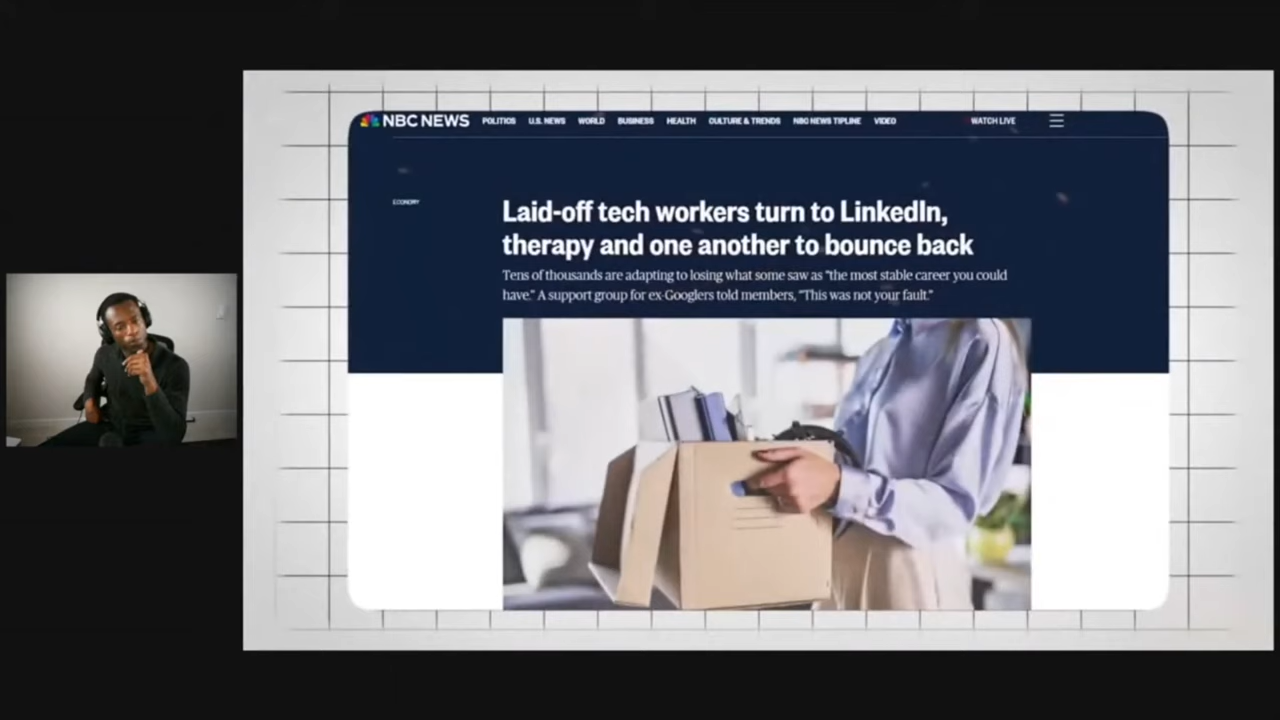 NBC NEWS POLITICS U.S. NEWS WORLD BUSINESS HEALTH CULTURE & TRENDS NBC NEWS TIPLINE VIDEO WATCH LIVE
ECONOMY
Laid-off tech workers turn to LinkedIn,
therapy and one another to bounce back
Tens of thousands are adapting to losing what some saw as "the most stable career you could
have." A support group for ex-Googlers told members, "This was not your fault."